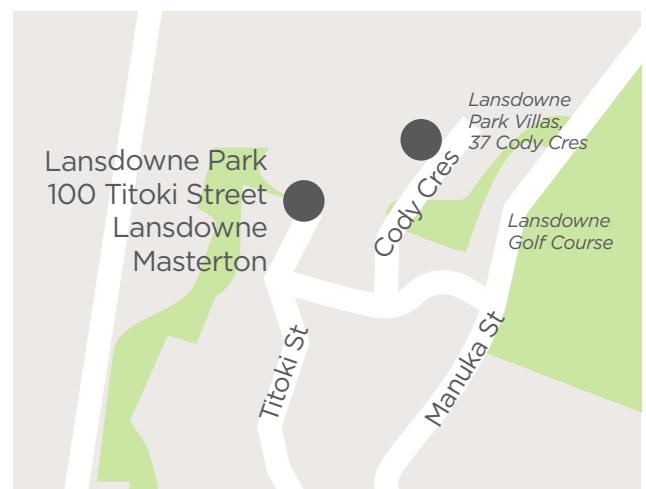 Lansdowne
Park Villas,
37 Cody Cres
Lansdowne Park
100 Titoki Street
Lansdowne
Masterton
Cody Cres
Lansdowne
Golf Course
Titoki St
Manuka St